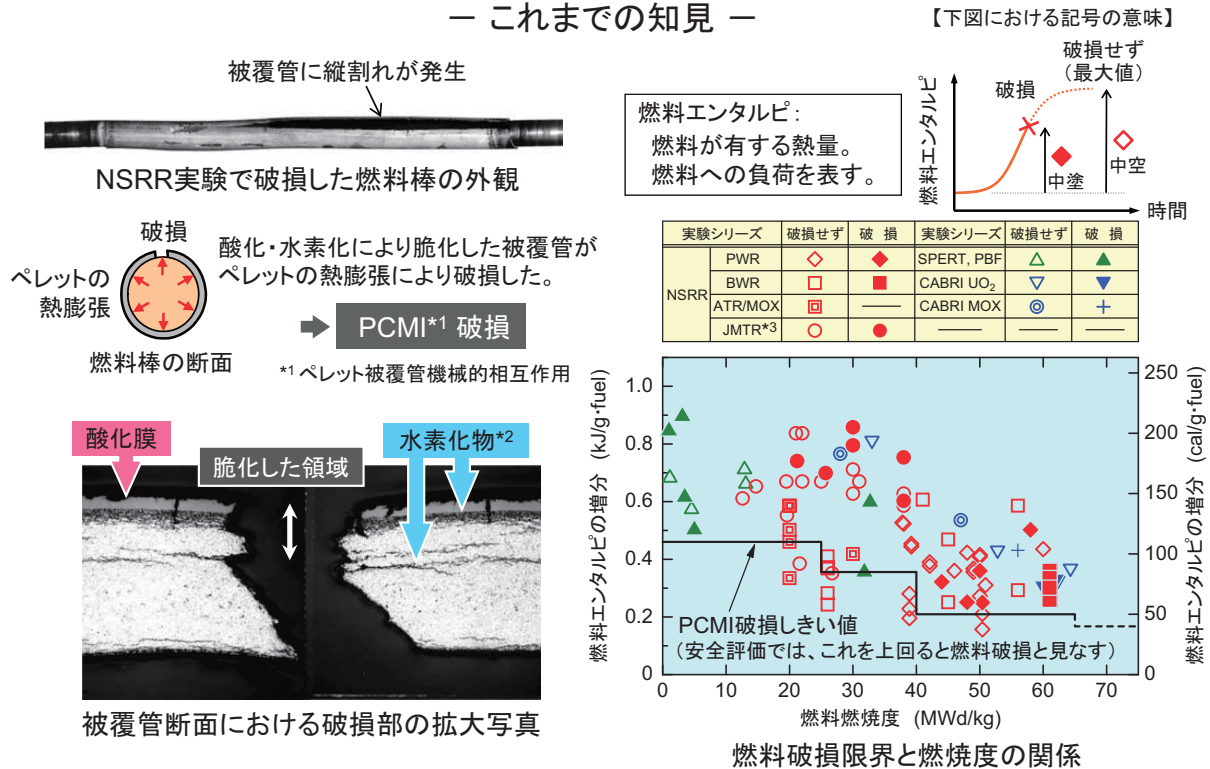 － これまでの知見 －
被覆管に縦割れが発生
NSRR実験で破損した燃料棒の外観
破損
ペレットの
熱膨張
燃料棒の断面
酸化・水素化により脆化した被覆管が
ペレットの熱膨張により破損した。
PCMI*1 破損
*1 ペレット被覆管機械的相互作用
酸化膜
水素化物*2
脆化した領域
被覆管断面における破損部の拡大写真
【下図における記号の意味】
燃料エンタルピ：
燃料が有する熱量。
燃料への負荷を表す。
燃料エンタルピ
破損
破損せず
（最大値）
中塗
中空
時間
実験シリーズ 破損せず 破 損 実験シリーズ 破損せず 破 損
NSRR
PWR SPERT, PBF
BWR CABRI UO2
ATR/MOX CABRI MOX
JMTR*3
燃料エンタルピの増分 (kJ/g·fuel)
1.0
0.8
0.6
0.4
0.2
0
燃料エンタルピの増分 (cal/g·fuel)
250
200
150
100
50
0
PCMI破損しきい値
（安全評価では、これを上回ると燃料破損と見なす）
0 10 20 30 40 50 60 70
燃料燃焼度 (MWd/kg)
燃料破損限界と燃焼度の関係